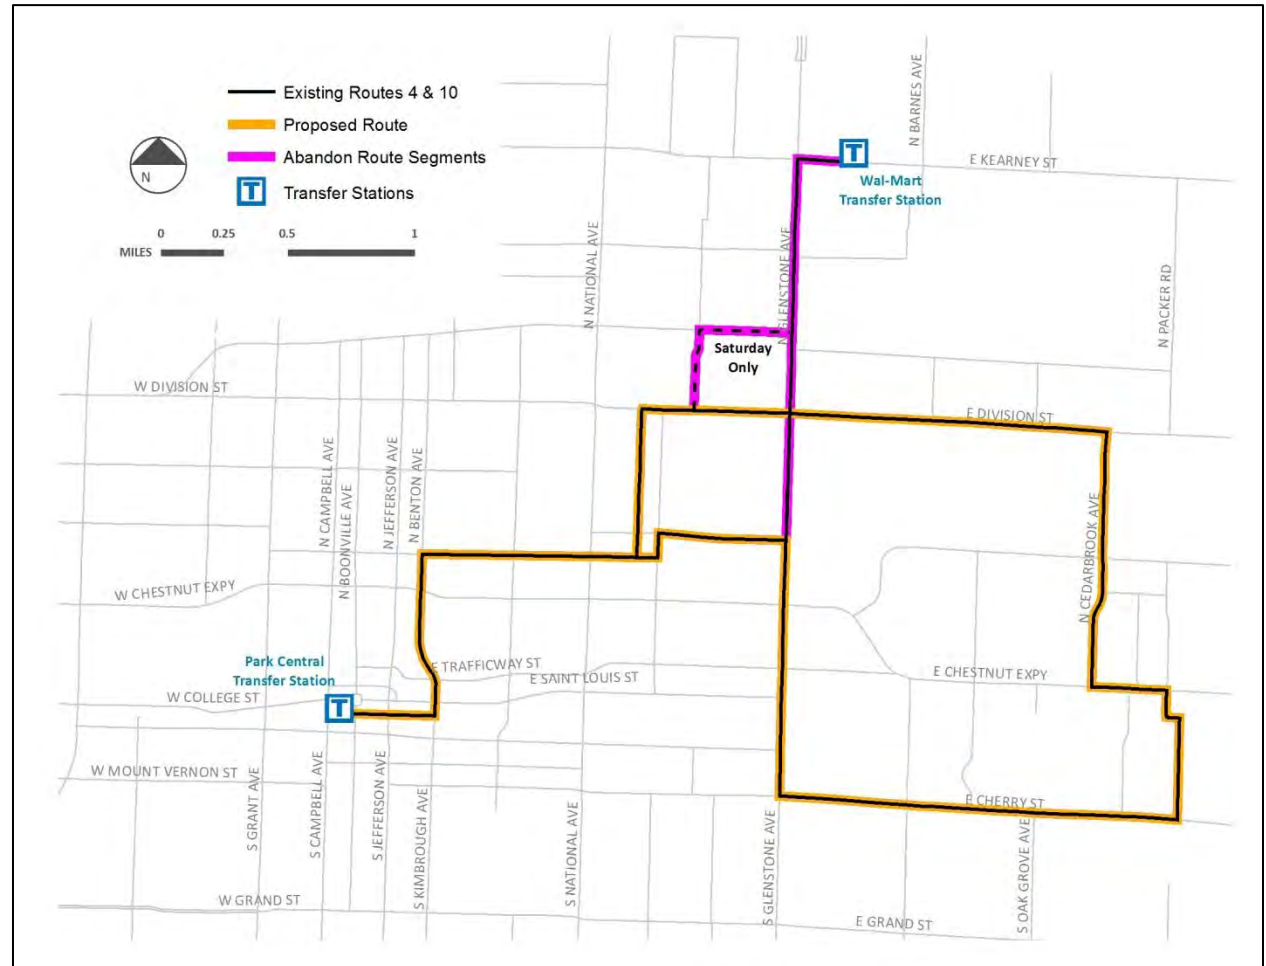 Existing Routes 4 & 10
Proposed Route
Abandon Route Segments
T
Transfer Stations
N
MILES
0
0.25
0.5
1
N BARNES AVE
T
E KEARNEY ST
Wal-Mart
Transfer Station
N NATIONAL AVE
N GLENSTONE AVE
N PACKER RD
Saturday
Only
W DIVISION ST
E DIVISION ST
N CAMPBELL AVE
N BOONVILLE AVE
N JEFFERSON AVE
N BENTON AVE
N CEDARBROOK AVE
W CHESTNUT EXPY
Park Central
Transfer Station
E TRAFFICWAY ST
E SAINT LOUIS ST
E CHESTNUT EXPY
W COLLEGE ST
T
W MOUNT VERNON ST
E CHERRY ST
S GRANT AVE
S CAMPBELL AVE
S JEFFERSON AVE
S KIMBROUGH AVE
S NATIONAL AVE
S GLENSTONE AVE
S OAK GROVE AVE
W GRAND ST
E GRAND ST